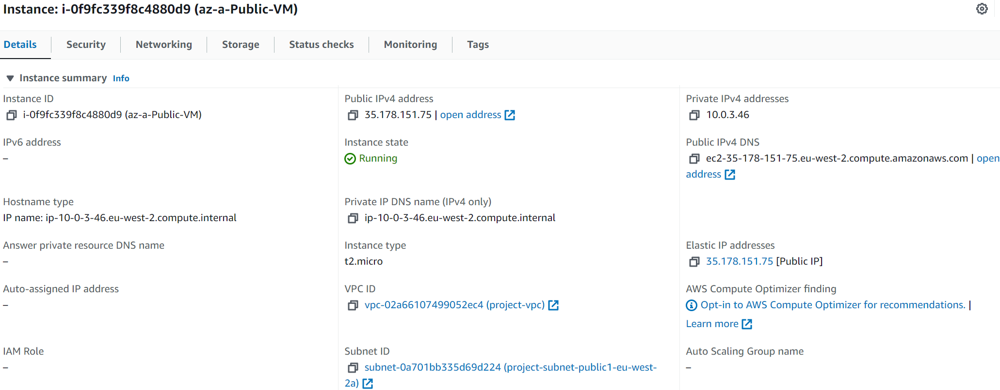 Instance: i-0f9fc339f8c4880d9 (az-a-Public-VM)
Details
Security
Networking
Storage
Status checks
Monitoring
Tags
Instance summary Info
Instance ID
i-0f9fc339f8c4880d9 (az-a-Public-VM)
Public IPv4 address
35.178.151.75 | open address
Private IPv4 addresses
10.0.3.46
IPv6 address
–
Instance state
Running
Public IPv4 DNS
ec2-35-178-151-75.eu-west-2.compute.amazonaws.com | open
address
Hostname type
IP name: ip-10-0-3-46.eu-west-2.compute.internal
Private IP DNS name (IPv4 only)
ip-10-0-3-46.eu-west-2.compute.internal
Answer private resource DNS name
–
Instance type
t2.micro
Elastic IP addresses
35.178.151.75 [Public IP]
Auto-assigned IP address
–
VPC ID
vpc-02a66107499052ec4 (project-vpc)
AWS Compute Optimizer finding
Opt-in to AWS Compute Optimizer for recommendations. |
Learn more
IAM Role
–
Subnet ID
subnet-0a701bb335d69d224 (project-subnet-public1-eu-west-
2a)
Auto Scaling Group name
–